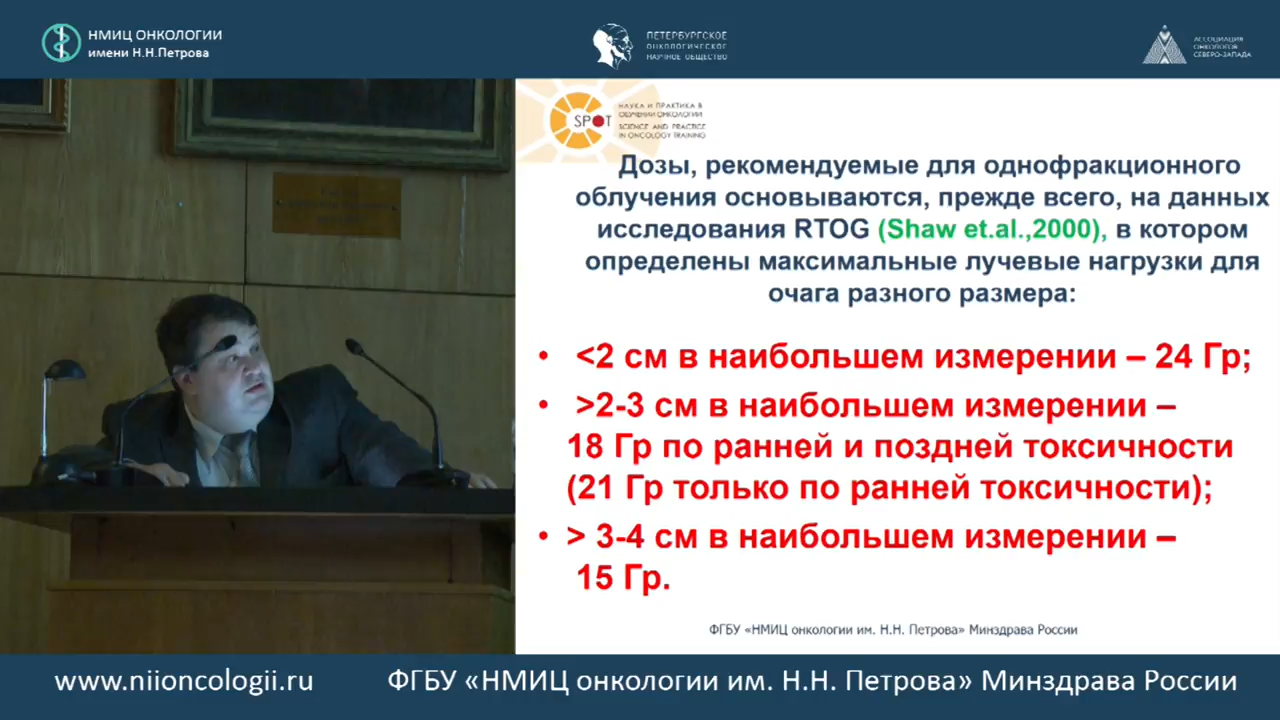 НМИЦ ОНКОЛОГИИ
имени Н.Н.Петрова
ПЕТЕРБУРГСКОЕ
ОНКОЛОГИЧЕСКОЕ
НАУЧНОЕ ОБЩЕСТВО
АССОЦИАЦИЯ
ОНКОЛОГОВ
СЕВЕРО-ЗАПАДА
SPOT
НАУКА И ПРАКТИКА В
ОБУЧЕНИИ ОНКОЛОГИИ
SCIENCE AND PRACTICE
IN ONCOLOGY TRAINING
Дозы, рекомендуемые для однофракционного
облучения основываются, прежде всего, на данных
исследования RTOG (Shaw et.al.,2000), в котором
определены максимальные лучевые нагрузки для
очага разного размера:
• <2 см в наибольшем измерении – 24 Гр;
• >2-3 см в наибольшем измерении –
18 Гр по ранней и поздней токсичности
(21 Гр только по ранней токсичности);
• > 3-4 см в наибольшем измерении –
15 Гр.
ФГБУ «НМИЦ онкологии им. Н.Н. Петрова» Минздрава России
www.niioncologii.ru
ФГБУ «НМИЦ онкологии им. Н.Н. Петрова» Минздрава России